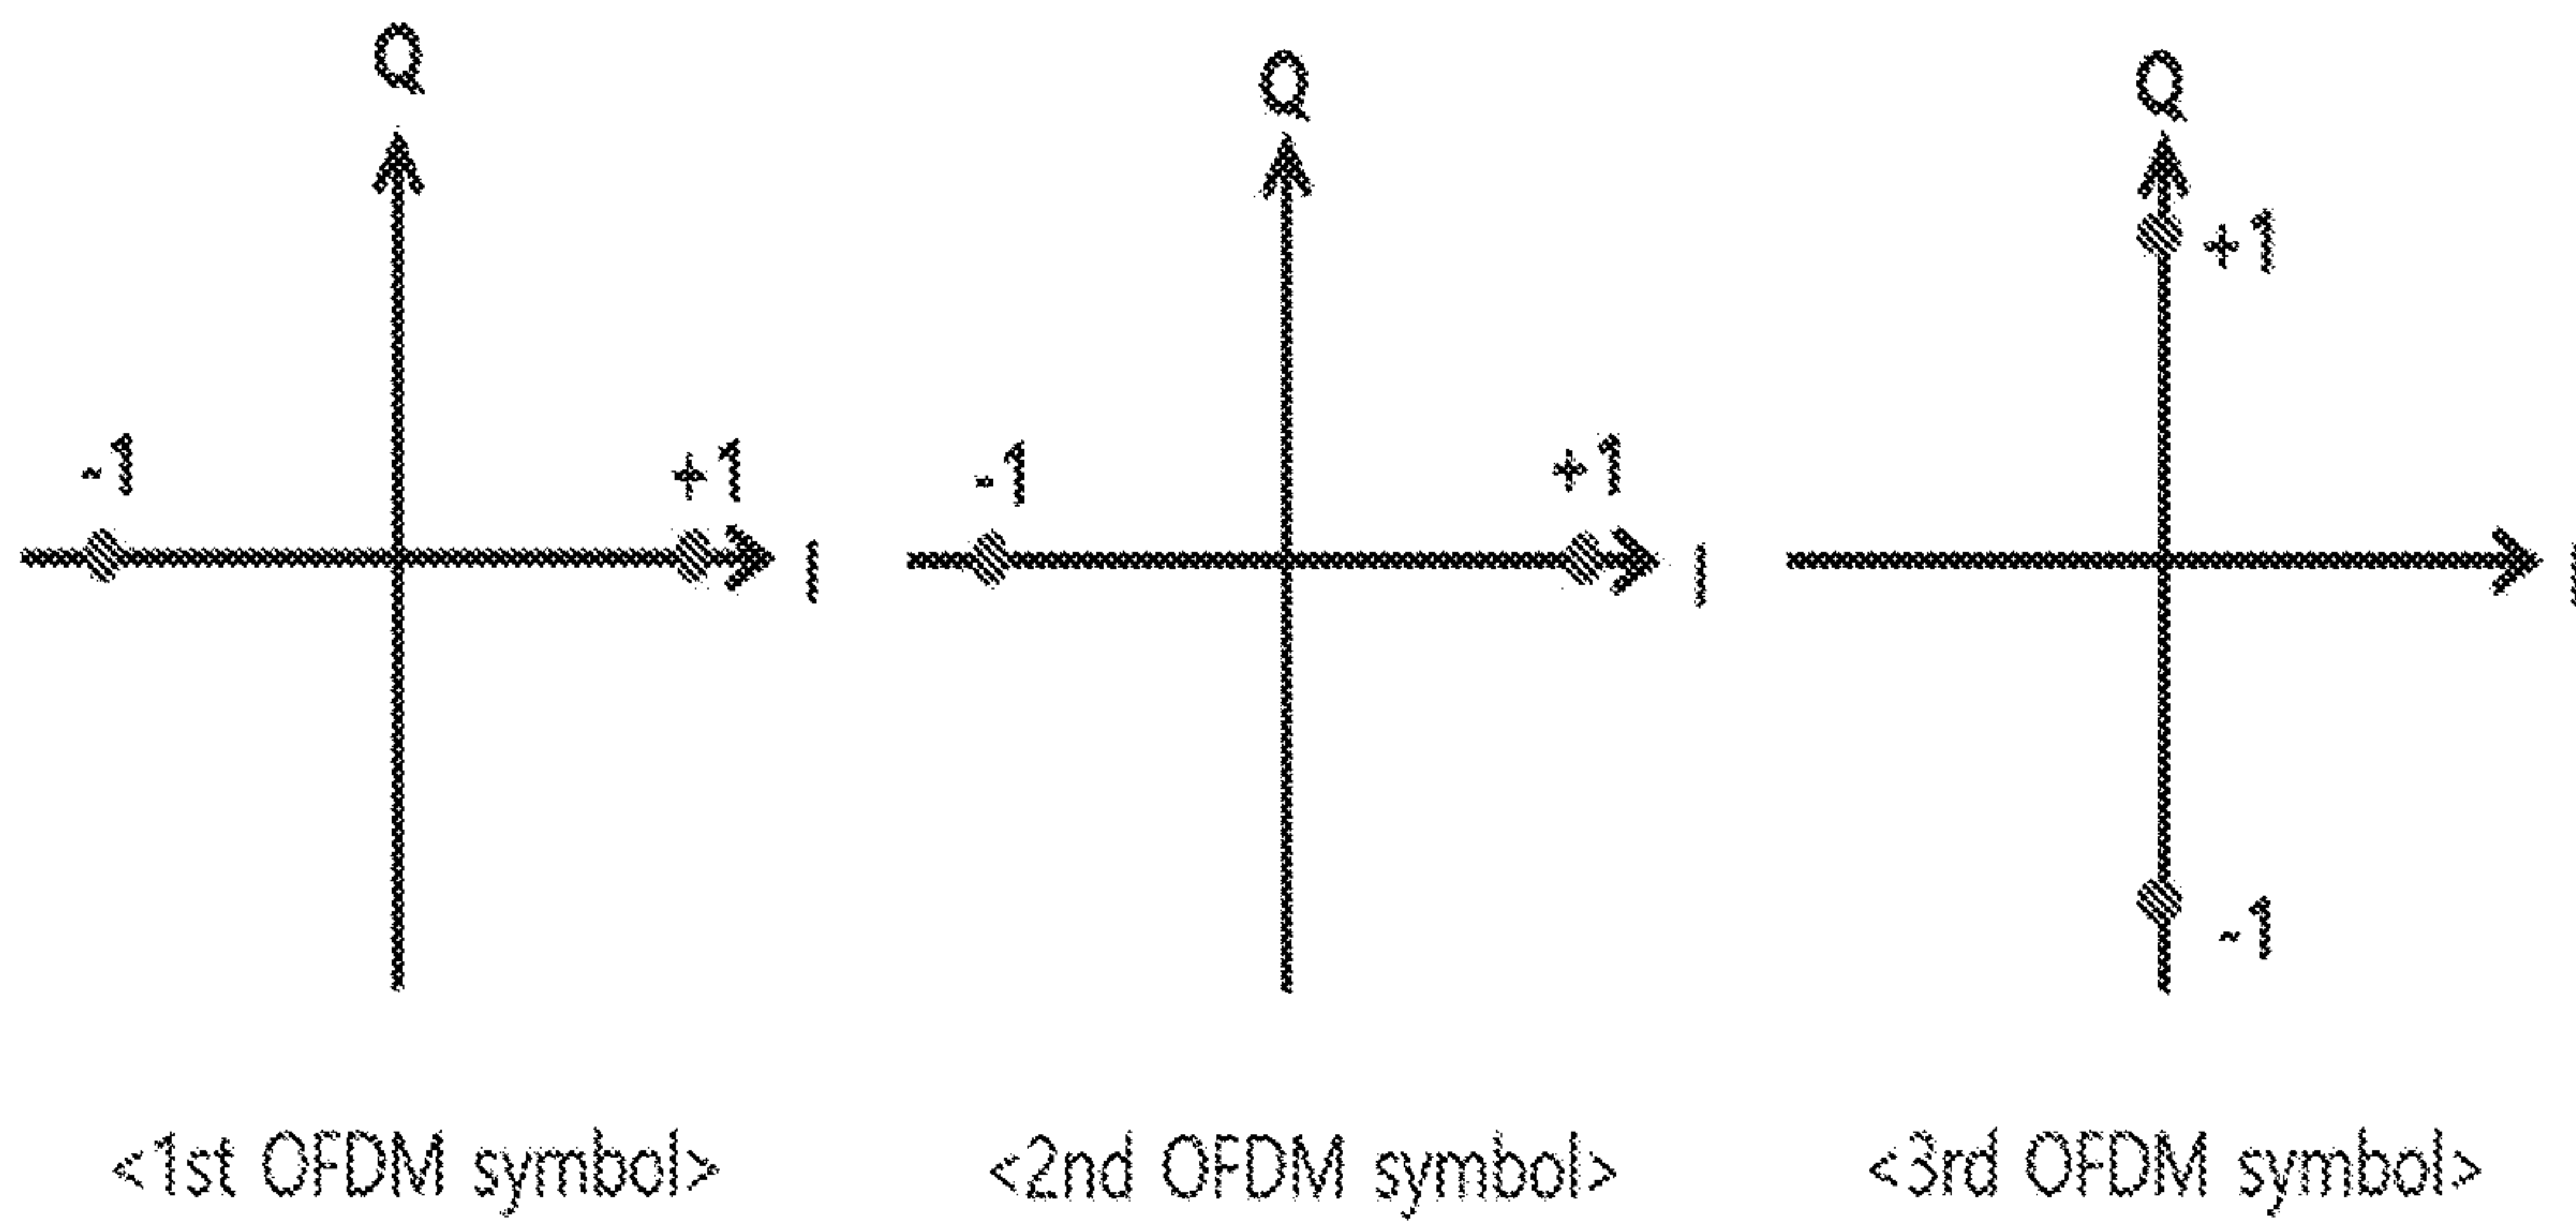 Q Q Q
+1
-1 +1 -1 +1
I I I
-1
<1st OFDM symbol> <2nd OFDM symbol> <3rd OFDM symbol>